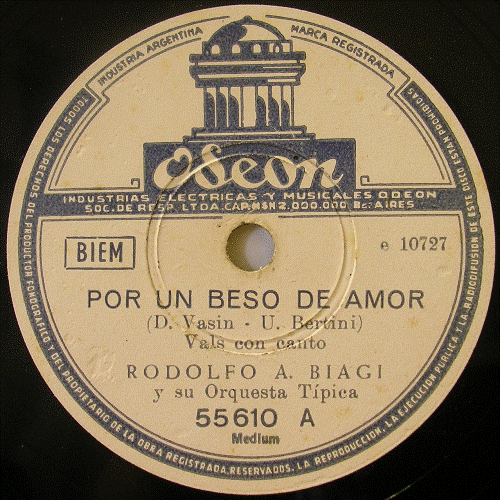 INDUSTRIA ARGENTINA
MARCA REGISTRADA
Odeon
INDUSTRIAS ELECTRICAS Y MUSICALES ODEON
SOC. DE RESP. LTDA. CAP. M$N 2.000.000 Bs. AIRES
BIEM
e 10727
POR UN BESO DE AMOR
(D. Vasin - U. Bertini)
Vals con canto
RODOLFO A. BIAGI
y su Orquesta Típica
55610 A
Medium
TODOS LOS DERECHOS DEL PRODUCTOR FONOGRAFICO Y DEL PROPIETARIO DE LA OBRA REGISTRADA, RESERVADOS. LA REPRODUCCION, LA EJECUCION PUBLICA Y LA RADIODIFUSION DE ESTE DISCO ESTAN PROHIBIDAS